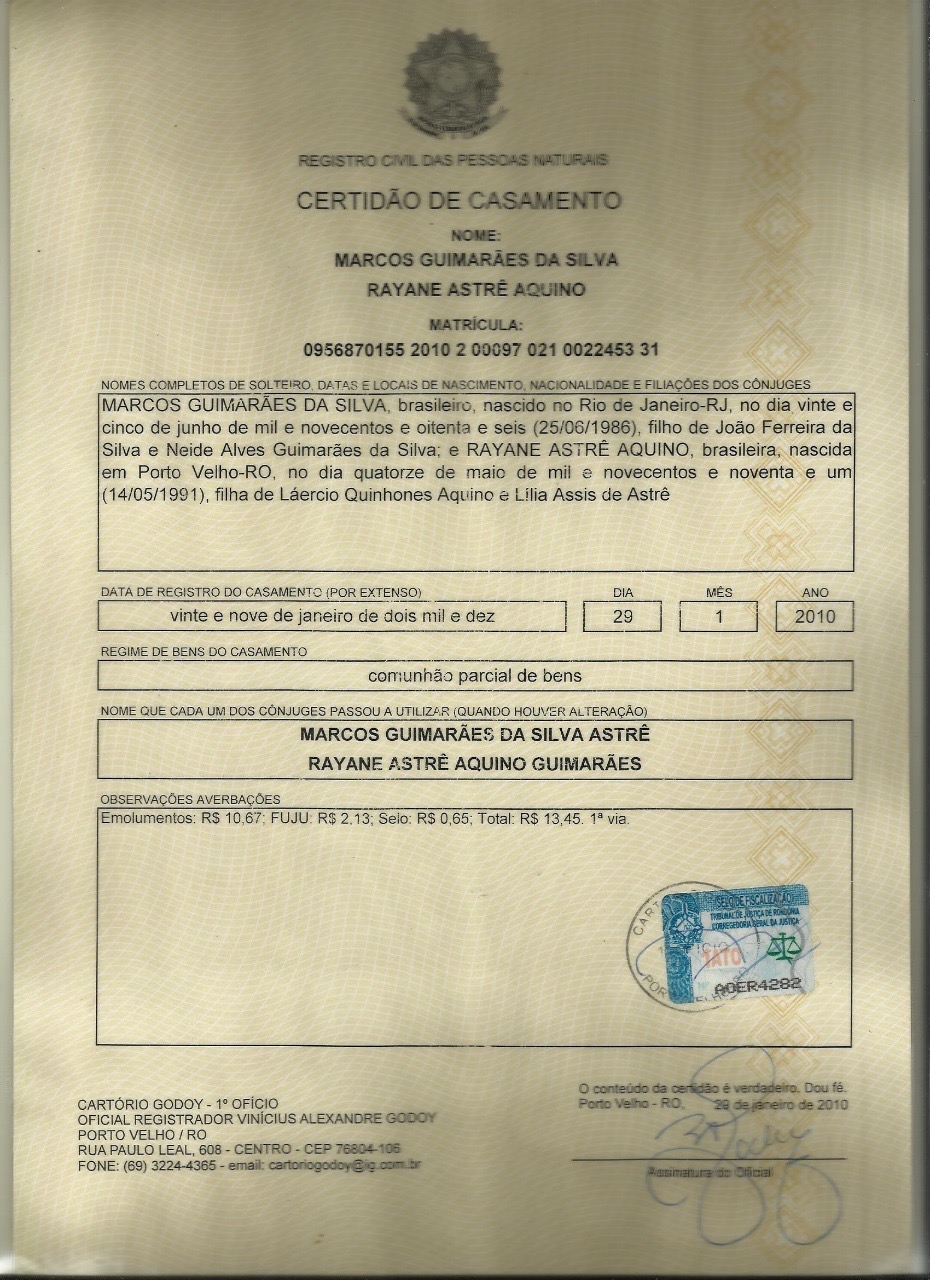 REGISTRO CIVIL DAS PESSOAS NATURAIS
CERTIDÃO DE CASAMENTO
NOME:
MARCOS GUIMARÃES DA SILVA
RAYANE ASTRÊ AQUINO
MATRÍCULA:
0956870155 2010 2 00097 021 0022453 31
NOMES COMPLETOS DE SOLTEIRO, DATAS E LOCAIS DE NASCIMENTO, NACIONALIDADE E FILIAÇÕES DOS CÔNJUGES
MARCOS GUIMARÃES DA SILVA, brasileiro, nascido no Rio de Janeiro-RJ, no dia vinte e
cinco de junho de mil e novecentos e oitenta e seis (25/06/1986), filho de João Ferreira da
Silva e Neide Alves Guimarães da Silva; e RAYANE ASTRÊ AQUINO, brasileira, nascida
em Porto Velho-RO, no dia quatorze de maio de mil e novecentos e noventa e um
(14/05/1991), filha de Láercio Quinhones Aquino e Lília Assis de Astrê
DATA DE REGISTRO DO CASAMENTO (POR EXTENSO) DIA MÊS ANO
vinte e nove de janeiro de dois mil e dez 29 1 2010
REGIME DE BENS DO CASAMENTO
comunhão parcial de bens
NOME QUE CADA UM DOS CÔNJUGES PASSOU A UTILIZAR (QUANDO HOUVER ALTERAÇÃO)
MARCOS GUIMARÃES DA SILVA ASTRÊ
RAYANE ASTRÊ AQUINO GUIMARÃES
OBSERVAÇÕES AVERBAÇÕES
Emolumentos: R$ 10,67; FUJU: R$ 2,13; Selo: R$ 0,65; Total: R$ 13,45. 1ª via.
SELO DE FISCALIZAÇÃO
TRIBUNAL DE JUSTIÇA DE RONDÔNIA
CORREGEDORIA GERAL DA JUSTIÇA
A0ER4282
O conteúdo da certidão é verdadeiro. Dou fé.
Porto Velho - RO, 29 de janeiro de 2010
Assinatura do Oficial
CARTÓRIO GODOY - 1º OFÍCIO
OFICIAL REGISTRADOR VINÍCIUS ALEXANDRE GODOY
PORTO VELHO / RO
RUA PAULO LEAL, 608 - CENTRO - CEP 76804-106
FONE: (69) 3224-4365 - email: cartoriogodoy@ig.com.br